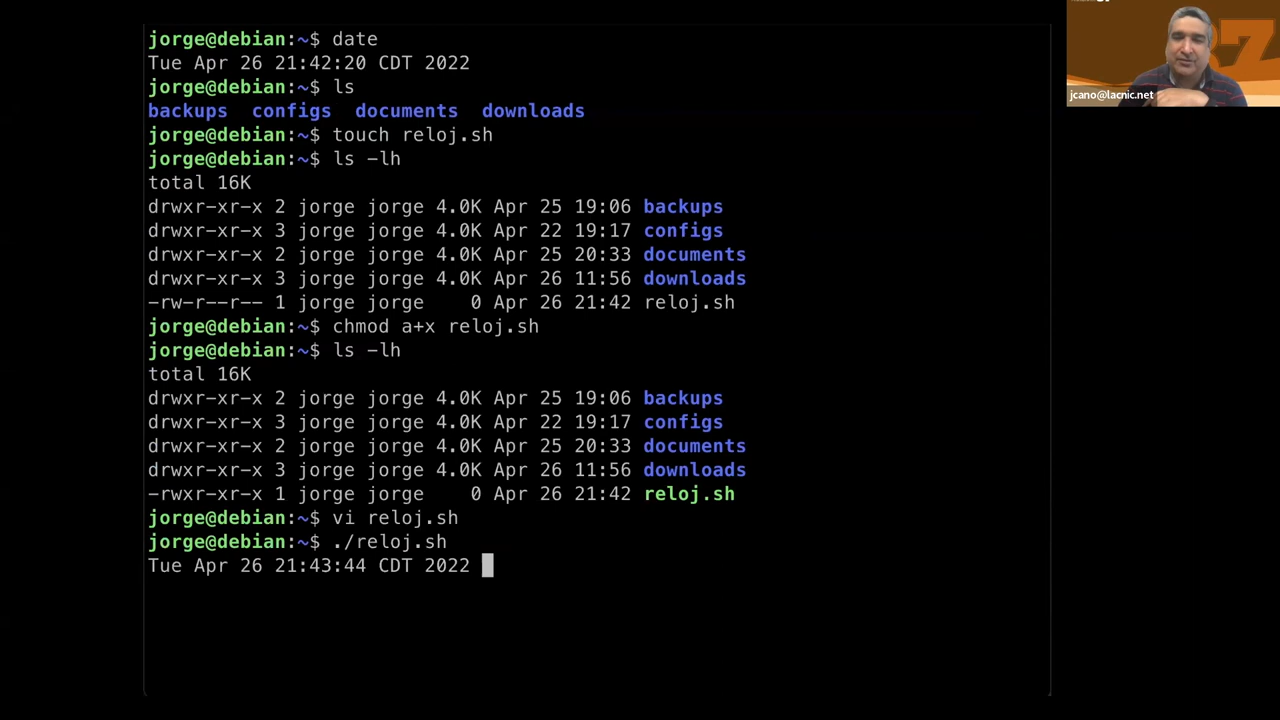 jorge@debian:~$ date
Tue Apr 26 21:42:20 CDT 2022
jorge@debian:~$ ls
backups configs documents downloads
jorge@debian:~$ touch reloj.sh
jorge@debian:~$ ls -lh
total 16K
drwxr-xr-x 2 jorge jorge 4.0K Apr 25 19:06 backups
drwxr-xr-x 3 jorge jorge 4.0K Apr 22 19:17 configs
drwxr-xr-x 2 jorge jorge 4.0K Apr 25 20:33 documents
drwxr-xr-x 3 jorge jorge 4.0K Apr 26 11:56 downloads
-rw-r--r-- 1 jorge jorge    0 Apr 26 21:42 reloj.sh
jorge@debian:~$ chmod a+x reloj.sh
jorge@debian:~$ ls -lh
total 16K
drwxr-xr-x 2 jorge jorge 4.0K Apr 25 19:06 backups
drwxr-xr-x 3 jorge jorge 4.0K Apr 22 19:17 configs
drwxr-xr-x 2 jorge jorge 4.0K Apr 25 20:33 documents
drwxr-xr-x 3 jorge jorge 4.0K Apr 26 11:56 downloads
-rwxr-xr-x 1 jorge jorge    0 Apr 26 21:42 reloj.sh
jorge@debian:~$ vi reloj.sh
jorge@debian:~$ ./reloj.sh
Tue Apr 26 21:43:44 CDT 2022
jcano@lacnic.net